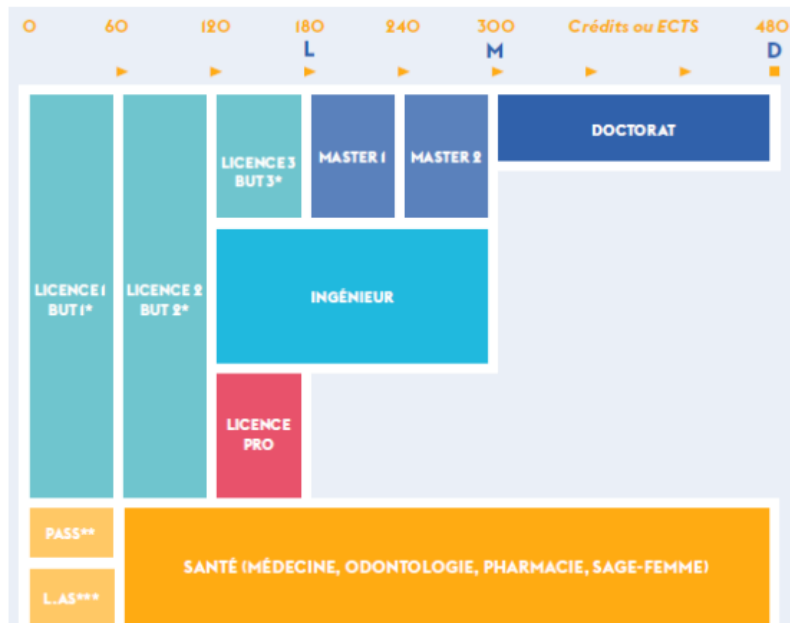 0 60 120 180 240 300 Crédits ou ECTS 480
L M D
DOCTORAT
LICENCE 3
BUT 3*
MASTER 1
MASTER 2
LICENCE 1
BUT 1*
LICENCE 2
BUT 2*
INGÉNIEUR
LICENCE
PRO
PASS**
SANTÉ (MÉDECINE, ODONTOLOGIE, PHARMACIE, SAGE-FEMME)
L.AS***